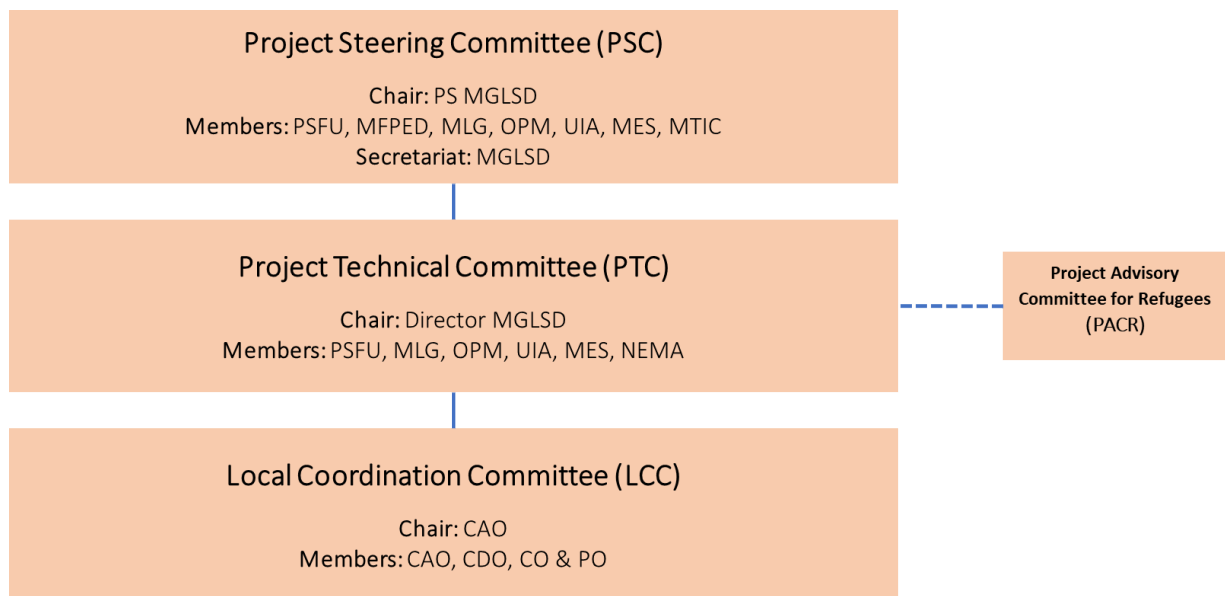 Project Steering Committee (PSC)
Chair: PS MGLSD
Members: PSFU, MFPED, MLG, OPM, UIA, MES, MTIC
Secretariat: MGLSD
Project Technical Committee (PTC)
Chair: Director MGLSD
Members: PSFU, MLG, OPM, UIA, MES, NEMA
Project Advisory
Committee for Refugees
(PACR)
Local Coordination Committee (LCC)
Chair: CAO
Members: CAO, CDO, CO & PO